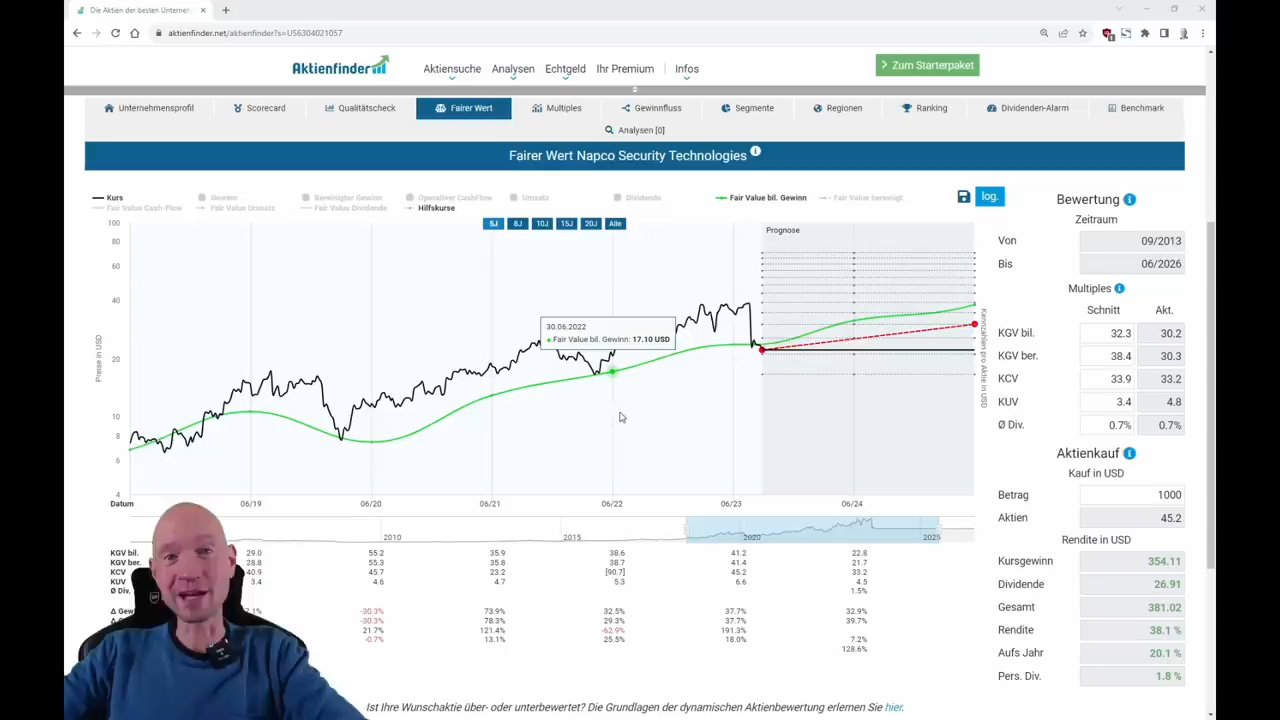 Die Aktien der besten Unterneh
aktienfinder.net/aktienfinder?s=US6304021057
Aktienfinder
Aktiensuche Analysen Echtgeld Ihr Premium Infos
Zum Starterpaket
Unternehmensprofil Scorecard Qualitätscheck Fairer Wert Multiples Gewinnfluss Segmente Regionen Ranking Dividenden-Alarm Benchmark
Analysen [0]
Fairer Wert Napco Security Technologies
Kurs Gewinn Bereinigter Gewinn Operativer CashFlow Umsatz Dividende Fair Value bil. Gewinn Fair Value bereinigt
Fair Value Cash-Flow Fair Value Umsatz Fair Value Dividende Hilfskurse
log.
5J 8J 10J 15J 20J Alle
Prognose
100
80
60
40
20
10
8
6
4
Preise in USD
Kennzahlen pro Aktie in USD
30.06.2022
Fair Value bil. Gewinn: 17.10 USD
Datum 06/19 06/20 06/21 06/22 06/23 06/24
2010 2015 2020 2025
KGV bil. 29.0 55.2 35.9 38.6 41.2 22.8
KGV ber. 28.8 55.3 35.8 38.7 41.4 21.7
KCV 40.9 45.7 23.2 [90.7] 45.2 33.2
KUV 3.4 4.6 4.7 5.3 6.6 4.5
Ø Div. 1.5%
Δ Gew 7.1% -30.3% 73.9% 32.5% 37.7% 32.9%
-30.3% 78.3% 29.3% 37.7% 39.7%
21.7% 121.4% -62.9% 191.3%
-0.7% 13.1% 25.5% 18.0% 7.2%
128.6%
Bewertung
Zeitraum
Von 09/2013
Bis 06/2026
Multiples
Schnitt Akt.
KGV bil. 32.3 30.2
KGV ber. 38.4 30.3
KCV 33.9 33.2
KUV 3.4 4.8
Ø Div. 0.7% 0.7%
Aktienkauf
Kauf in USD
Betrag 1000
Aktien 45.2
Rendite in USD
Kursgewinn 354.11
Dividende 26.91
Gesamt 381.02
Rendite 38.1 %
Aufs Jahr 20.1 %
Pers. Div. 1.8 %
Ist Ihre Wunschaktie über- oder unterbewertet? Die Grundlagen der dynamischen Aktienbewertung erlernen Sie hier.